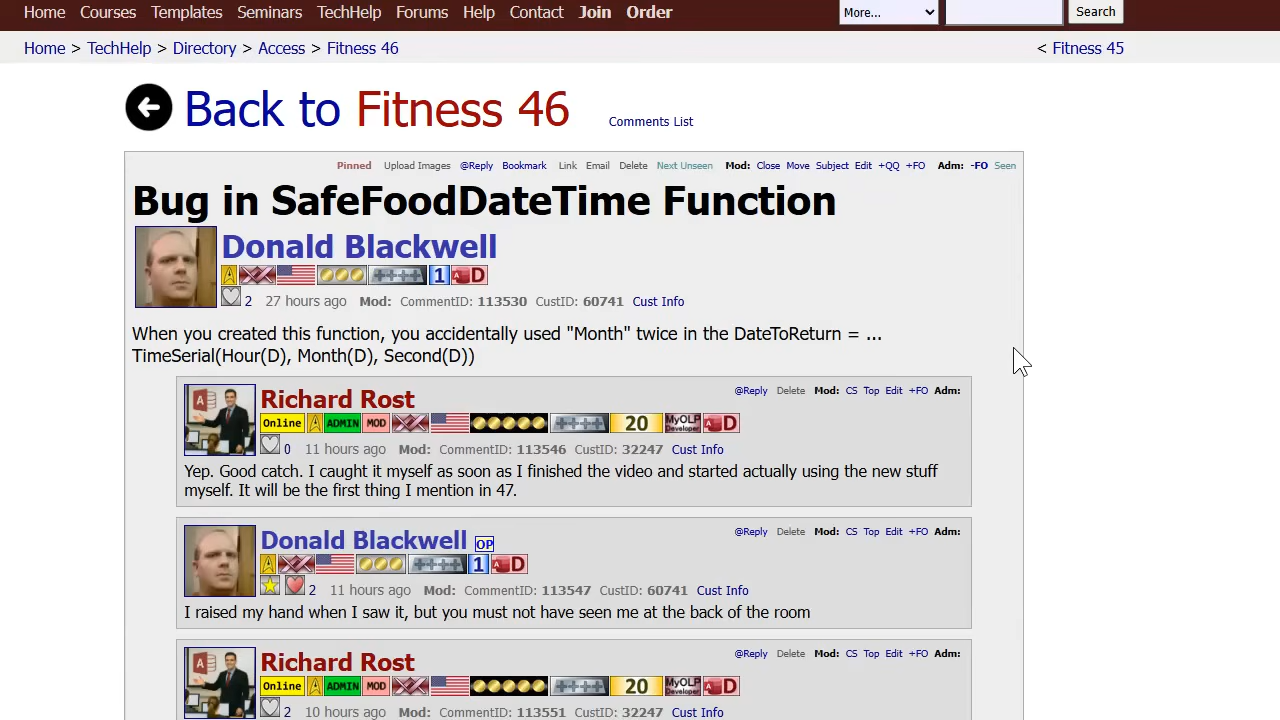 Home Courses Templates Seminars TechHelp Forums Help Contact Join Order More... Search
Home > TechHelp > Directory > Access > Fitness 46 < Fitness 45
Back to Fitness 46 Comments List
Pinned Upload Images @Reply Bookmark Link Email Delete Next Unseen Mod: Close Move Subject Edit +QQ +FO Adm: -FO Seen
Bug in SafeFoodDateTime Function
Donald Blackwell
1 D
2 27 hours ago Mod: CommentID: 113530 CustID: 60741 Cust Info
When you created this function, you accidentally used "Month" twice in the DateToReturn = ...
TimeSerial(Hour(D), Month(D), Second(D))
Richard Rost @Reply Delete Mod: CS Top Edit +FO Adm:
Online ADMIN MOD 20 MyOLP Developer D
0 11 hours ago Mod: CommentID: 113546 CustID: 32247 Cust Info
Yep. Good catch. I caught it myself as soon as I finished the video and started actually using the new stuff
myself. It will be the first thing I mention in 47.
Donald Blackwell OP @Reply Delete Mod: CS Top Edit +FO Adm:
1 D
2 11 hours ago Mod: CommentID: 113547 CustID: 60741 Cust Info
I raised my hand when I saw it, but you must not have seen me at the back of the room
Richard Rost @Reply Delete Mod: CS Top Edit +FO Adm:
Online ADMIN MOD 20 MyOLP Developer D
2 10 hours ago Mod: CommentID: 113551 CustID: 32247 Cust Info